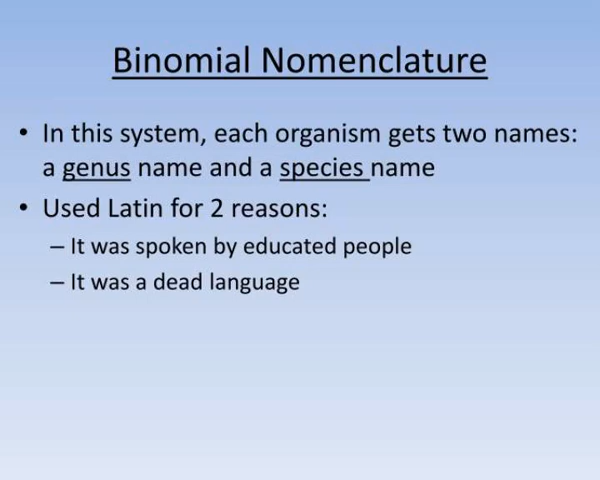 Binomial Nomenclature
• In this system, each organism gets two names:
a genus name and a species name
• Used Latin for 2 reasons:
– It was spoken by educated people
– It was a dead language